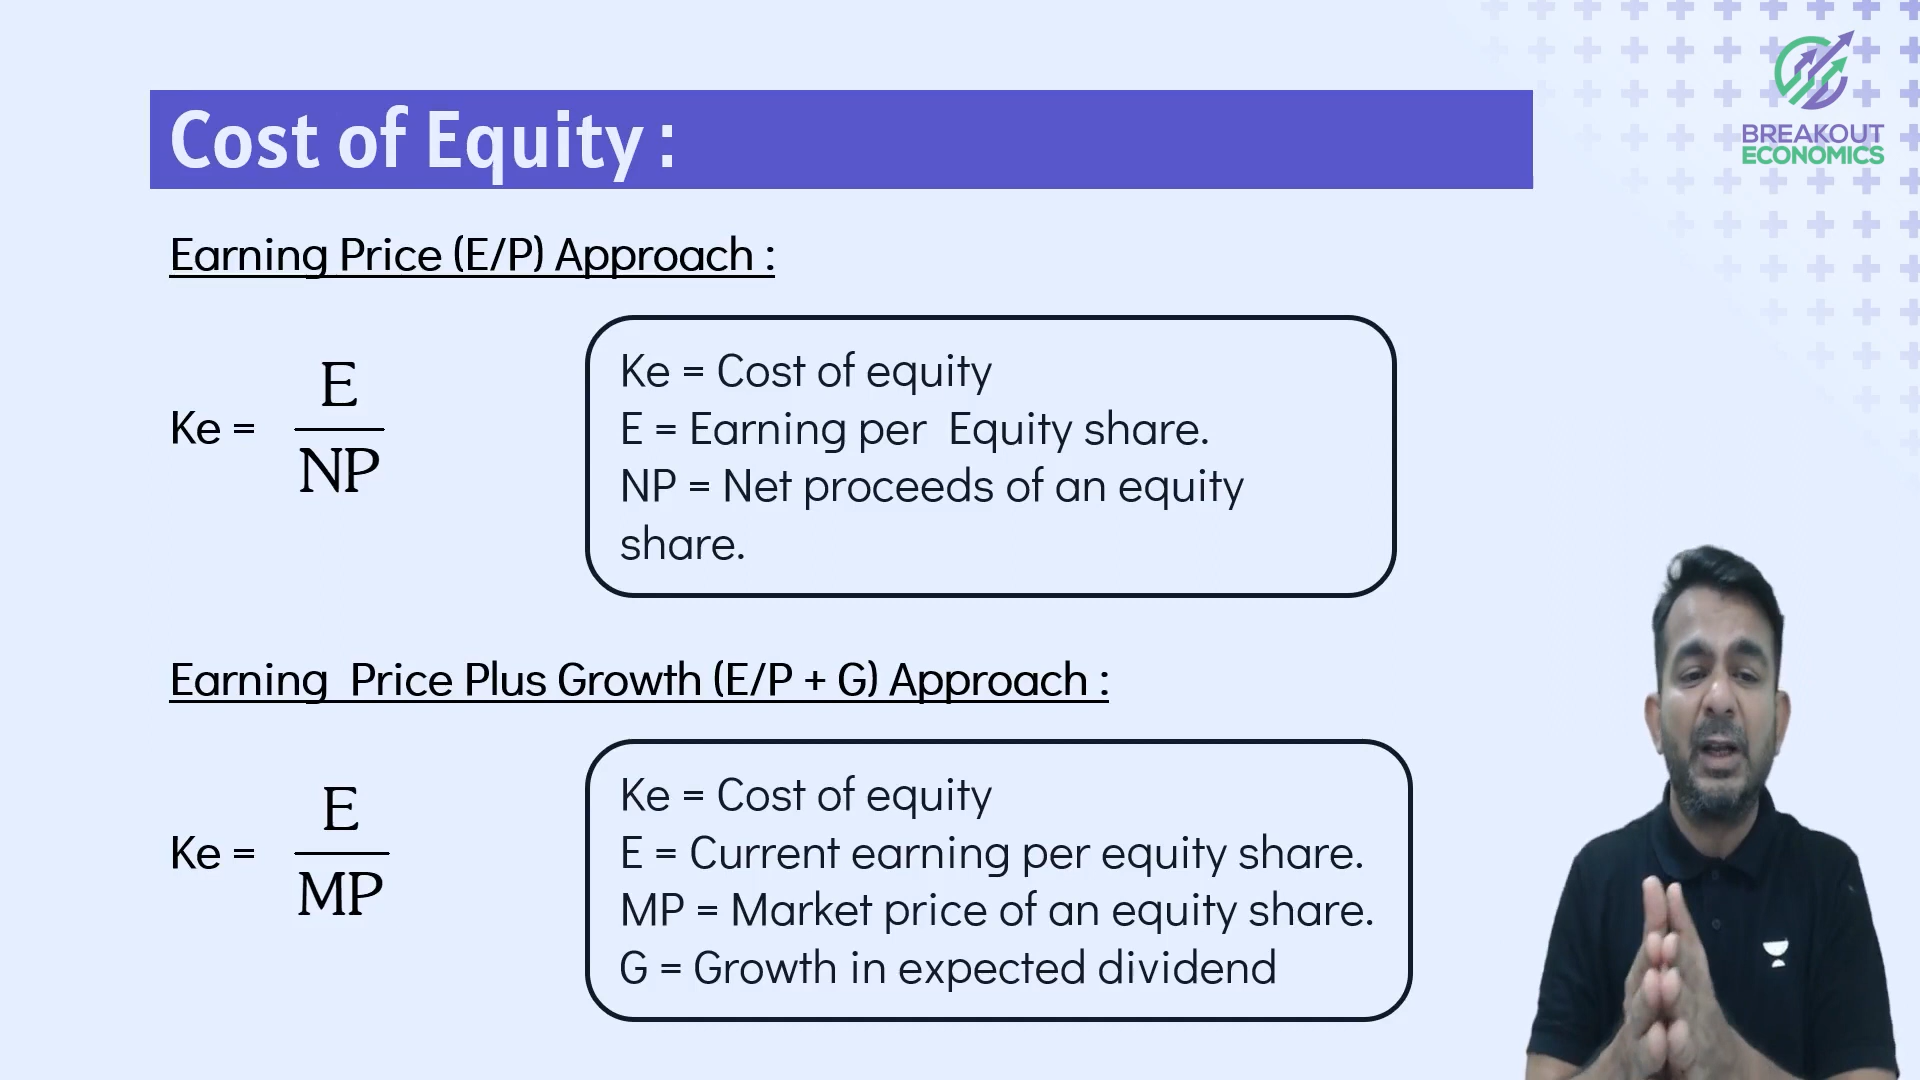 BREAKOUT
ECONOMICS
Cost of Equity :
Earning Price (E/P) Approach :
Ke = E
NP
Ke = Cost of equity
E = Earning per Equity share.
NP = Net proceeds of an equity
share.
Earning Price Plus Growth (E/P + G) Approach :
Ke = E
MP
Ke = Cost of equity
E = Current earning per equity share.
MP = Market price of an equity share.
G = Growth in expected dividend